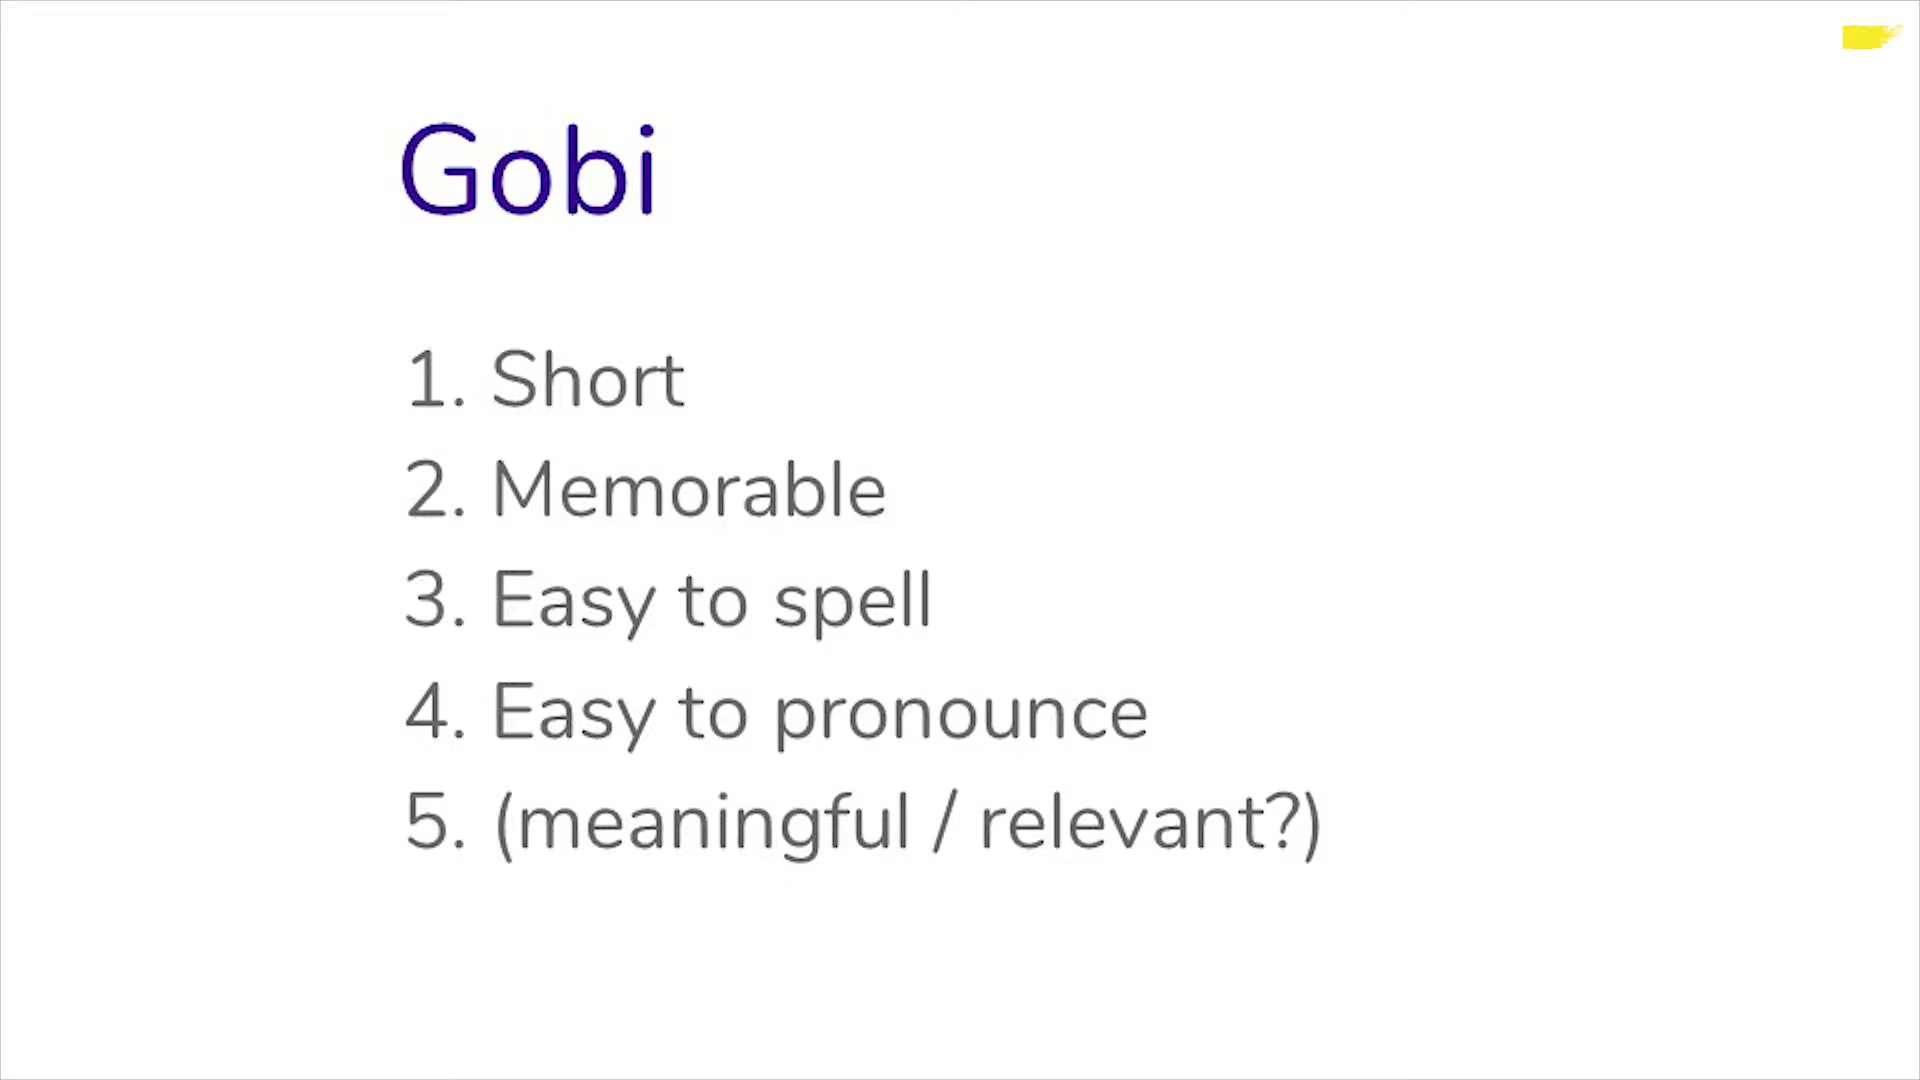 Gobi
1. Short
2. Memorable
3. Easy to spell
4. Easy to pronounce
5. (meaningful / relevant?)